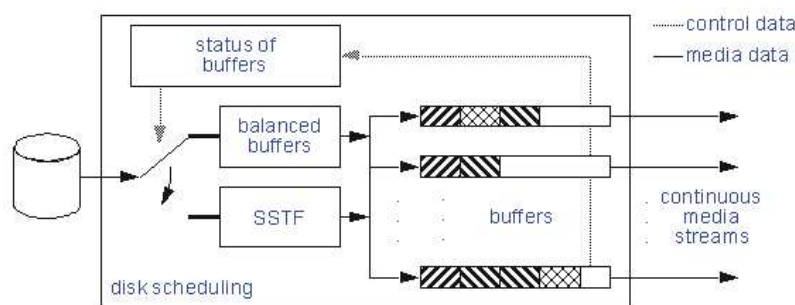 status of
buffers
control data
media data
balanced
buffers
SSTF
buffers
continuous
media
streams
disk scheduling